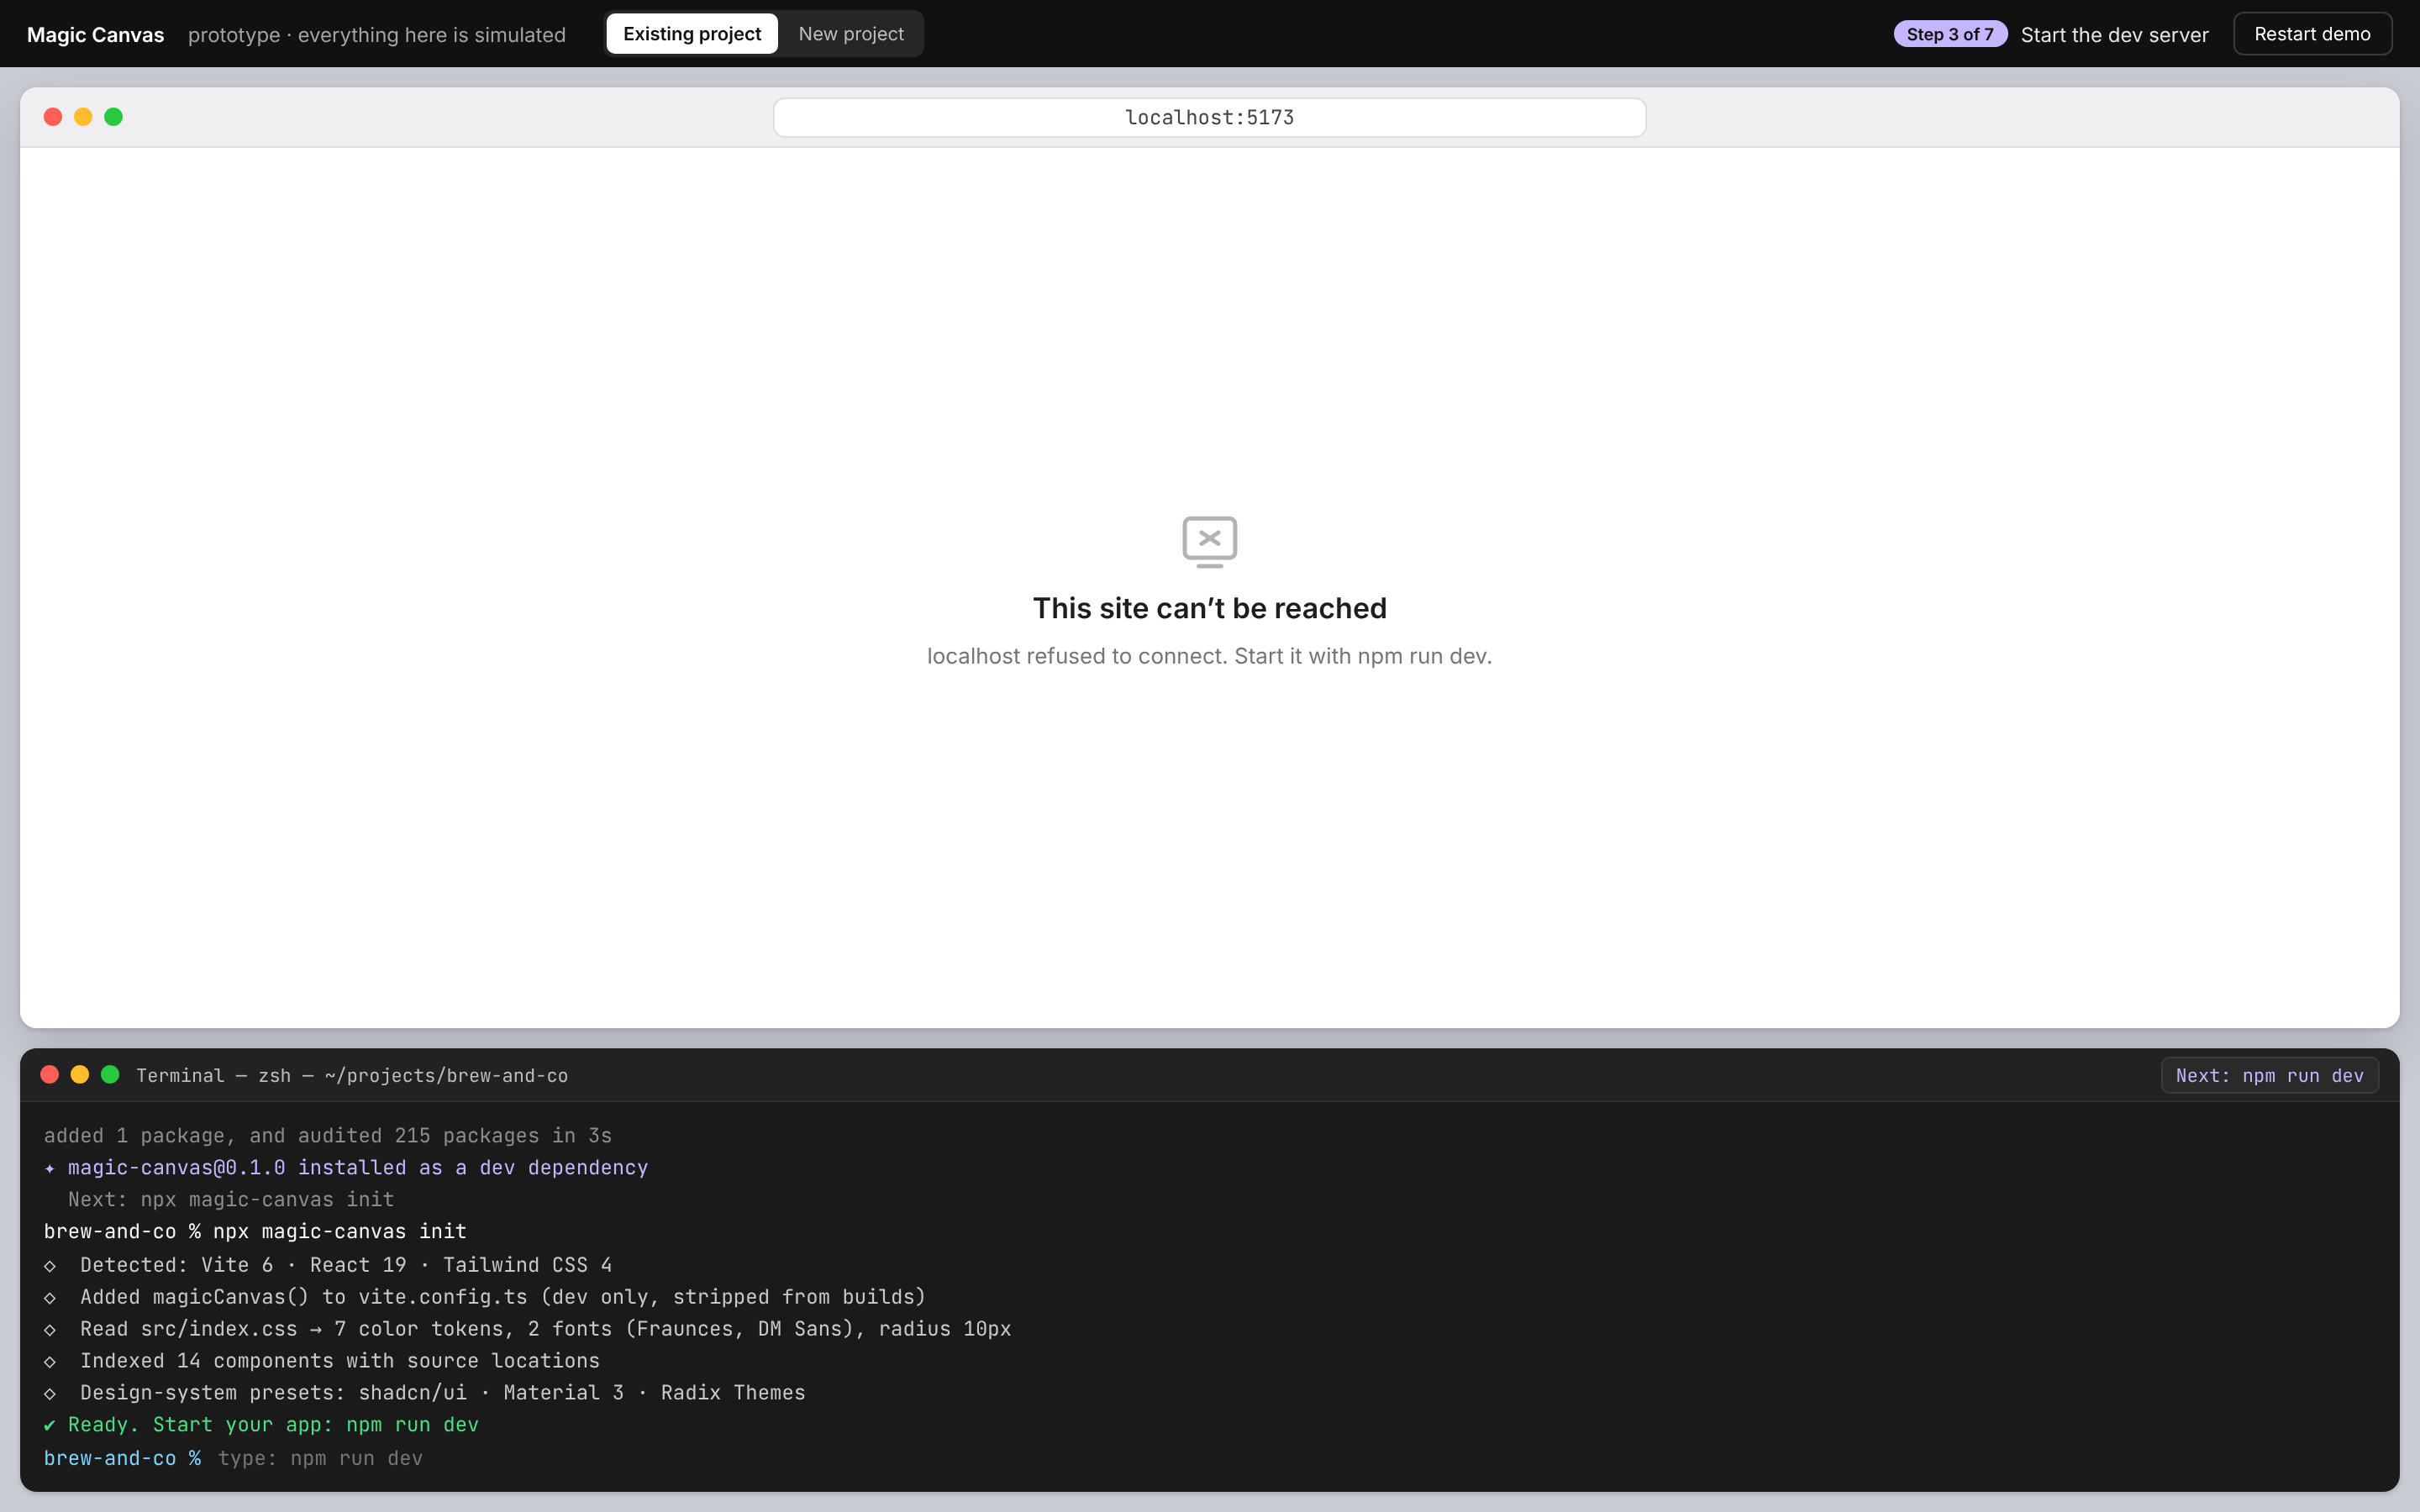 Magic Canvas prototype · everything here is simulated Existing project New project Step 3 of 7 Start the dev server Restart demo
localhost:5173
This site can’t be reached
localhost refused to connect. Start it with npm run dev.
Terminal — zsh — ~/projects/brew-and-co Next: npm run dev
added 1 package, and audited 215 packages in 3s
✦ magic-canvas@0.1.0 installed as a dev dependency
Next: npx magic-canvas init
brew-and-co % npx magic-canvas init
◇ Detected: Vite 6 · React 19 · Tailwind CSS 4
◇ Added magicCanvas() to vite.config.ts (dev only, stripped from builds)
◇ Read src/index.css → 7 color tokens, 2 fonts (Fraunces, DM Sans), radius 10px
◇ Indexed 14 components with source locations
◇ Design-system presets: shadcn/ui · Material 3 · Radix Themes
✔ Ready. Start your app: npm run dev
brew-and-co % type: npm run dev